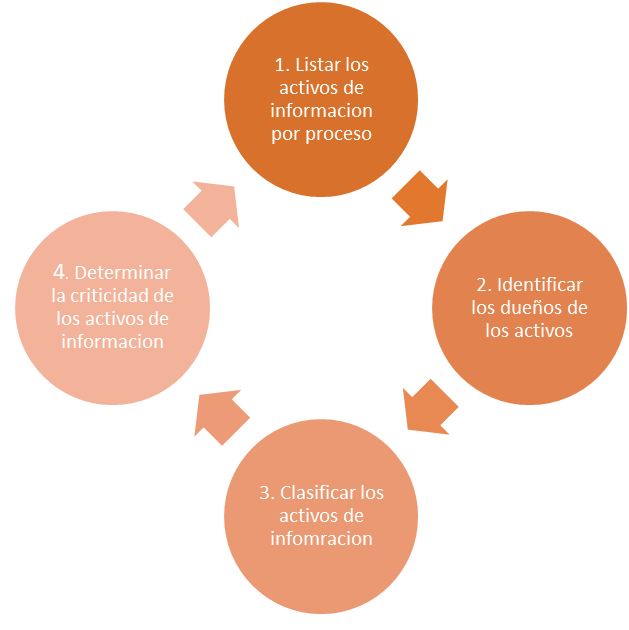 1. Listar los
activos de
informacion
por proceso
2. Identificar
los dueños de
los activos
3. Clasificar los
activos de
infomracion
4. Determinar
la criticidad de
los activos de
informacion